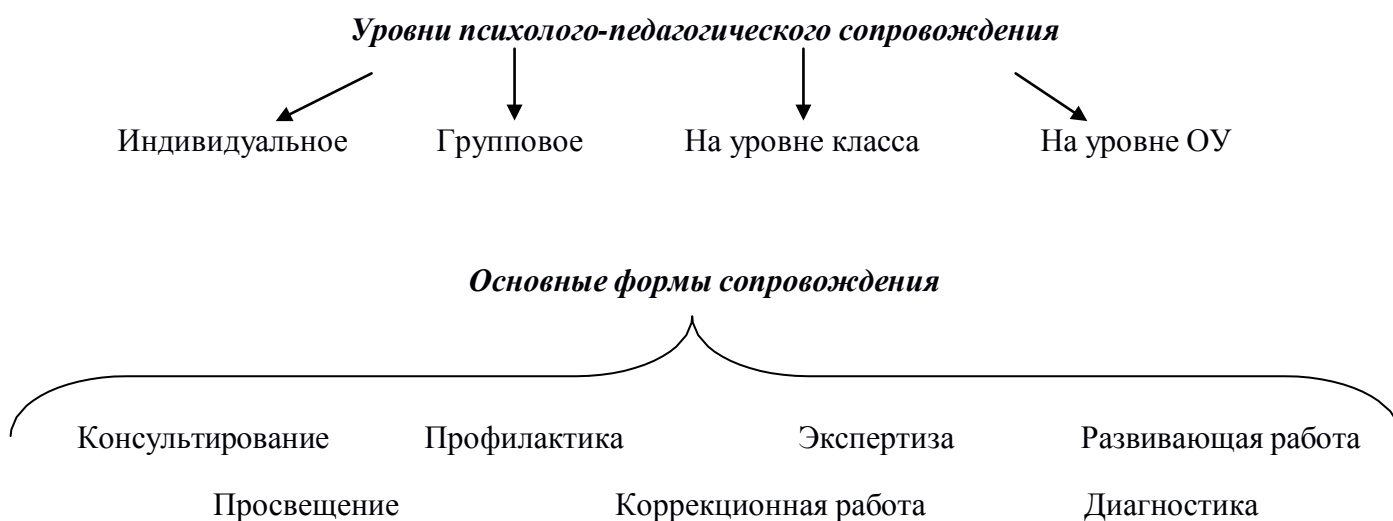 Уровни психолого-педагогического сопровождения
Индивидуальное Групповое На уровне класса На уровне ОУ
Основные формы сопровождения
Консультирование Профилактика Экспертиза Развивающая работа
Просвещение Коррекционная работа Диагностика